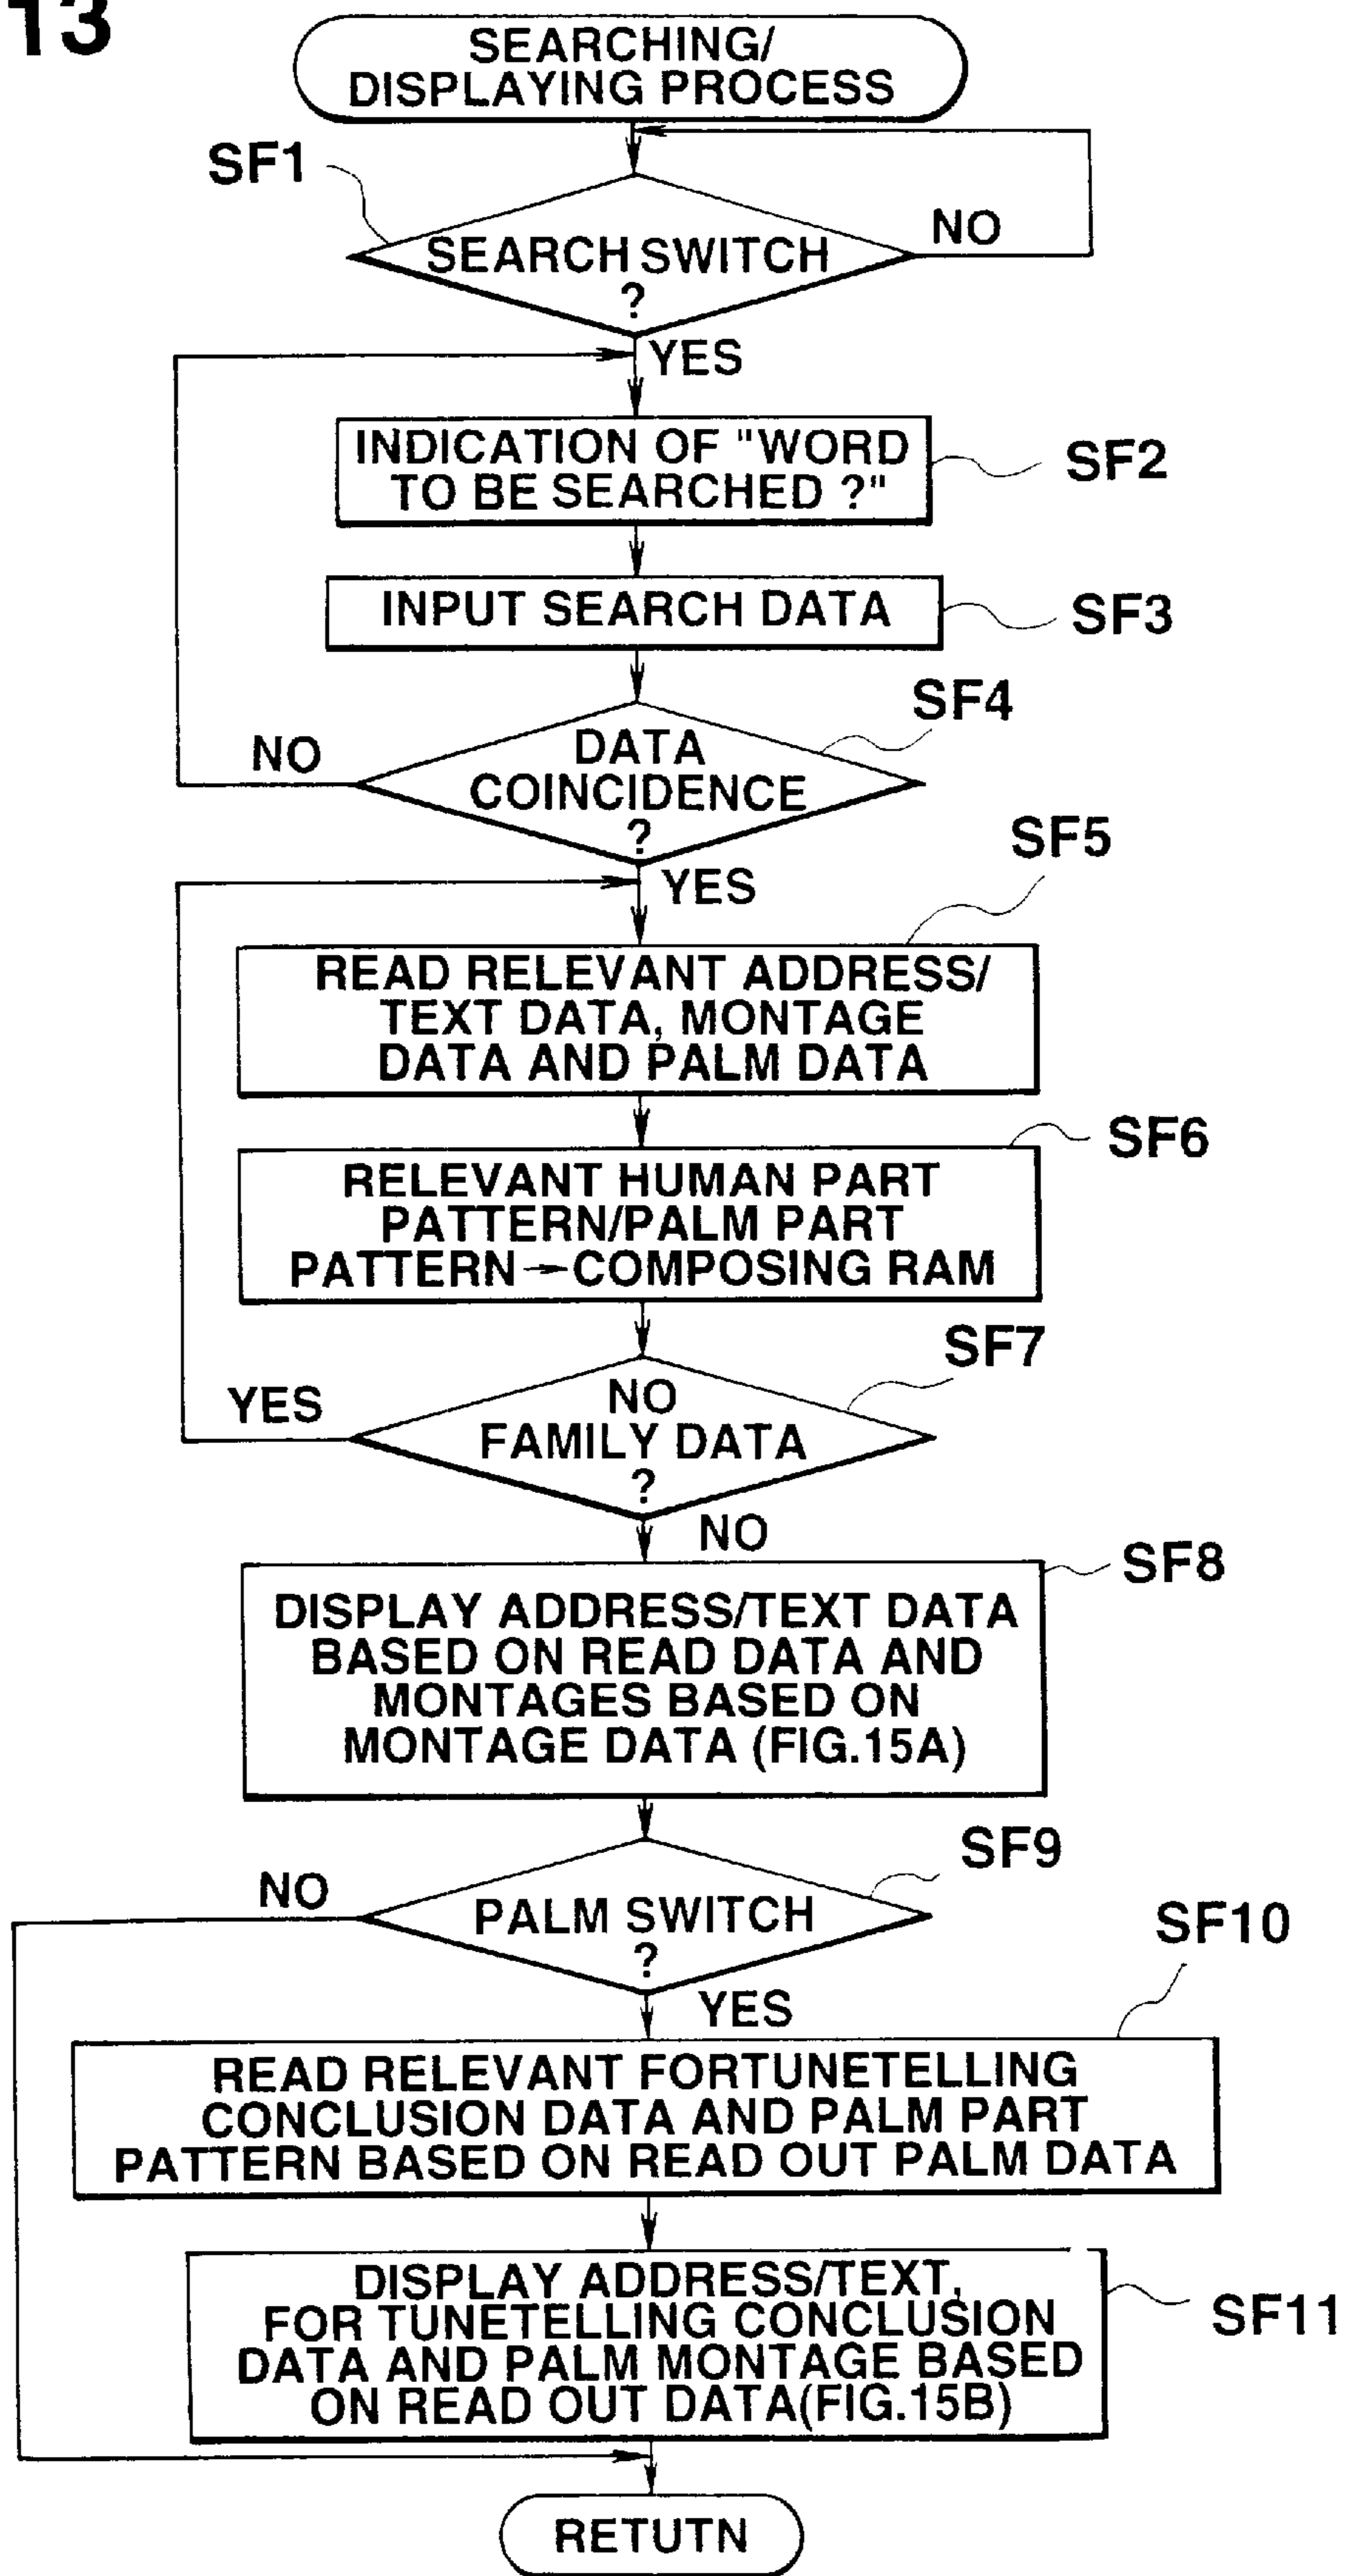 13
SEARCHING/
DISPLAYING PROCESS
SF1
NO
SEARCH SWITCH
?
YES
INDICATION OF "WORD
TO BE SEARCHED ?"
SF2
INPUT SEARCH DATA
SF3
SF4
NO
DATA
COINCIDENCE
?
SF5
YES
READ RELEVANT ADDRESS/
TEXT DATA, MONTAGE
DATA AND PALM DATA
SF6
RELEVANT HUMAN PART
PATTERN/PALM PART
PATTERN→COMPOSING RAM
SF7
YES
NO
FAMILY DATA
?
NO
SF8
DISPLAY ADDRESS/TEXT DATA
BASED ON READ DATA AND
MONTAGES BASED ON
MONTAGE DATA (FIG.15A)
SF9
NO
PALM SWITCH
?
SF10
YES
READ RELEVANT FORTUNETELLING
CONCLUSION DATA AND PALM PART
PATTERN BASED ON READ OUT PALM DATA
DISPLAY ADDRESS/TEXT,
FOR TUNETELLING CONCLUSION
DATA AND PALM MONTAGE BASED
ON READ OUT DATA(FIG.15B)
SF11
RETUTN